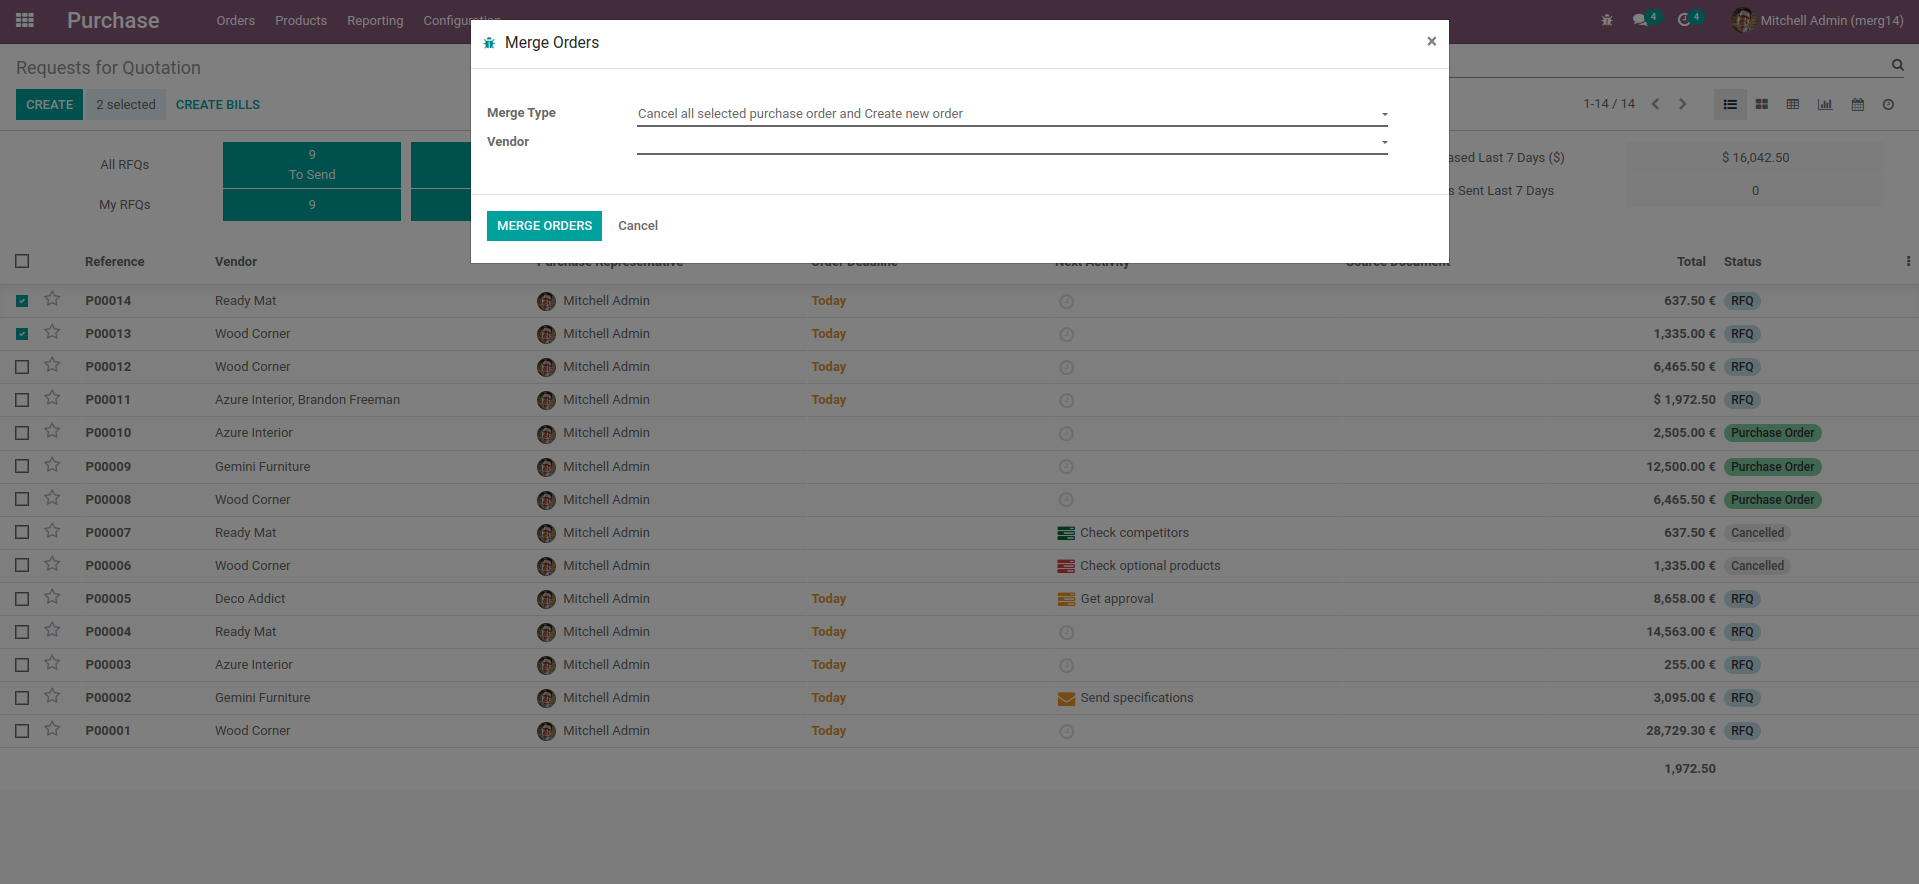 Purchase Orders Products Reporting Configuration 4 4 Mitchell Admin (merg14)
Merge Orders ×
Requests for Quotation
CREATE 2 selected CREATE BILLS 1-14 / 14
Merge Type Cancel all selected purchase order and Create new order
Vendor
All RFQs 9 To Send ased Last 7 Days ($) $ 16,042.50
My RFQs 9 s Sent Last 7 Days 0
MERGE ORDERS Cancel
Reference Vendor Purchase Representative Order Deadline Next Activity Source Document Total Status
P00014 Ready Mat Mitchell Admin Today 637.50 € RFQ
P00013 Wood Corner Mitchell Admin Today 1,335.00 € RFQ
P00012 Wood Corner Mitchell Admin Today 6,465.50 € RFQ
P00011 Azure Interior, Brandon Freeman Mitchell Admin Today $ 1,972.50 RFQ
P00010 Azure Interior Mitchell Admin 2,505.00 € Purchase Order
P00009 Gemini Furniture Mitchell Admin 12,500.00 € Purchase Order
P00008 Wood Corner Mitchell Admin 6,465.50 € Purchase Order
P00007 Ready Mat Mitchell Admin Check competitors 637.50 € Cancelled
P00006 Wood Corner Mitchell Admin Check optional products 1,335.00 € Cancelled
P00005 Deco Addict Mitchell Admin Today Get approval 8,658.00 € RFQ
P00004 Ready Mat Mitchell Admin Today 14,563.00 € RFQ
P00003 Azure Interior Mitchell Admin Today 255.00 € RFQ
P00002 Gemini Furniture Mitchell Admin Today Send specifications 3,095.00 € RFQ
P00001 Wood Corner Mitchell Admin Today 28,729.30 € RFQ
1,972.50